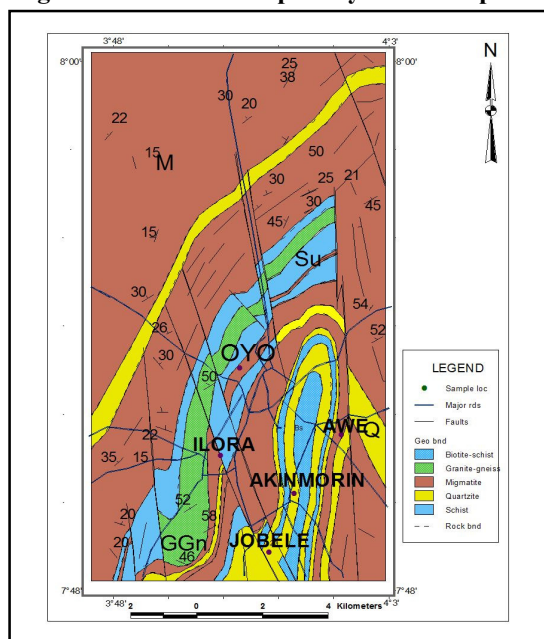 3°48'
4°3'
8°00'
8°00'
N
25
38
30
20
22
15
M
50
30
25
21
30
45
45
15
Su
30
54
26
52
30
OYO
50
Bs
AWE
Q
22
ILORA
35
15
AKINMORIN
52
20
58
20
GGn
JOBELE
46
7°48'
7°48'
3°48'
4°3'
2 0 2 4 Kilometers
LEGEND
Sample loc
Major rds
Faults
Geo bnd
Biotite-schist
Granite-gneiss
Migmatite
Quartzite
Schist
Rock bnd